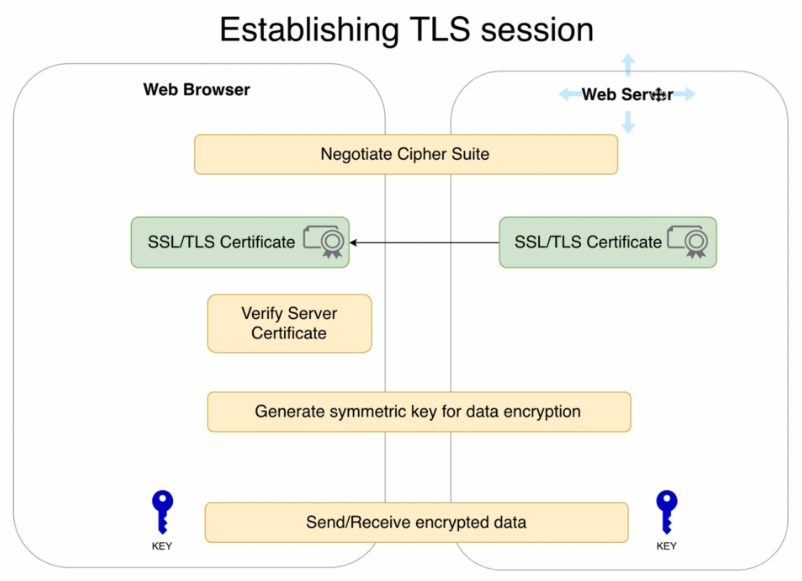 Establishing TLS session
Web Browser
Web Server
Negotiate Cipher Suite
SSL/TLS Certificate
SSL/TLS Certificate
Verify Server
Certificate
Generate symmetric key for data encryption
Send/Receive encrypted data
KEY
KEY